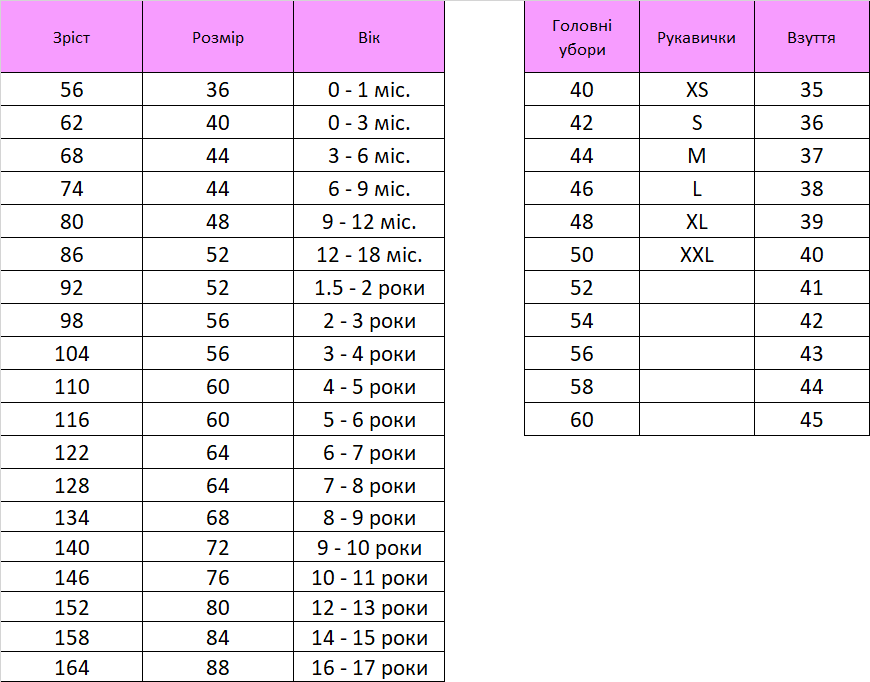 Зріст Розмір Вік
56 36 0 - 1 міс.
62 40 0 - 3 міс.
68 44 3 - 6 міс.
74 44 6 - 9 міс.
80 48 9 - 12 міс.
86 52 12 - 18 міс.
92 52 1.5 - 2 роки
98 56 2 - 3 роки
104 56 3 - 4 роки
110 60 4 - 5 роки
116 60 5 - 6 роки
122 64 6 - 7 роки
128 64 7 - 8 роки
134 68 8 - 9 роки
140 72 9 - 10 роки
146 76 10 - 11 роки
152 80 12 - 13 роки
158 84 14 - 15 роки
164 88 16 - 17 роки
Головні
убори Рукавички Взуття
40 XS 35
42 S 36
44 M 37
46 L 38
48 XL 39
50 XXL 40
52 41
54 42
56 43
58 44
60 45